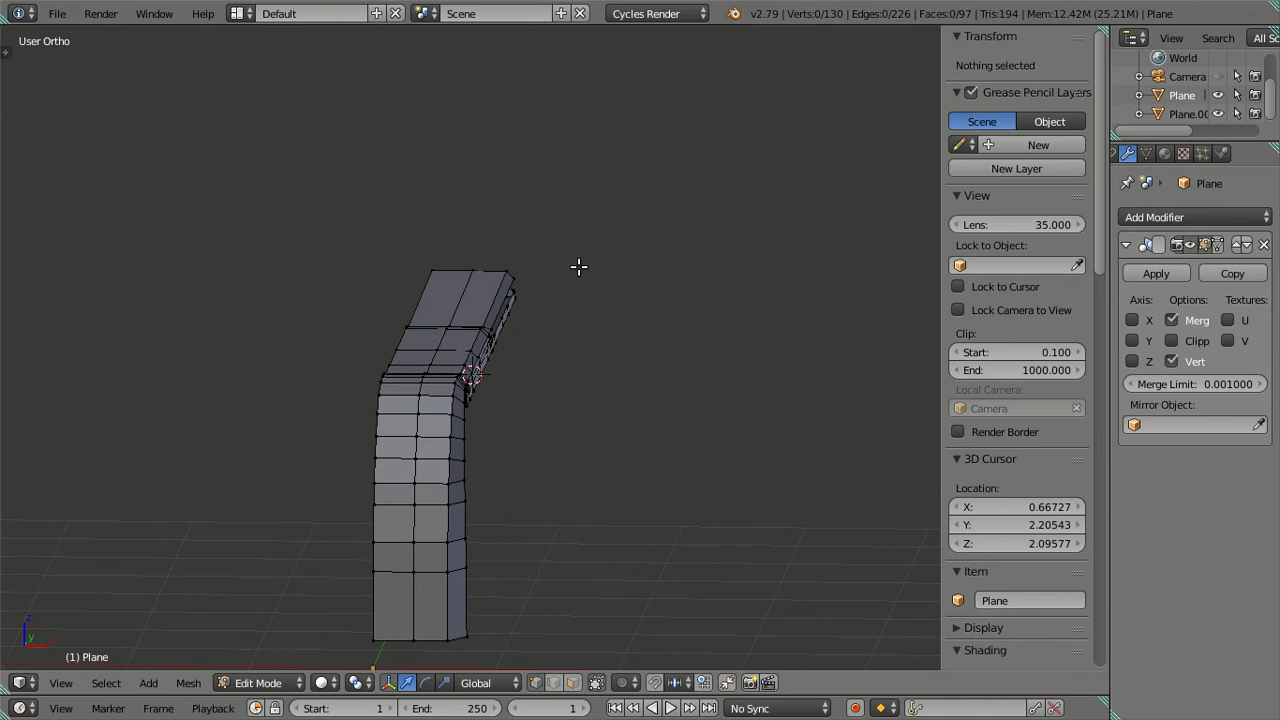 File Render Window Help Default Scene Cycles Render v2.79 | Verts:0/130 | Edges:0/226 | Faces:0/97 | Tris:194 | Mem:12.42M (25.21M) | Plane
User Ortho
Transform
Nothing selected
Grease Pencil Layers
Scene Object
New
New Layer
View
Lens: 35.000
Lock to Object:
Lock to Cursor
Lock Camera to View
Clip:
Start: 0.100
End: 1000.000
Local Camera:
Camera
Render Border
3D Cursor
Location:
X: 0.66727
Y: 2.20543
Z: 2.09577
Item
Plane
Display
Shading
View Search All Sc
World
Camera
Plane
Plane.00
Plane
Add Modifier
Apply Copy
Axis: Options: Textures:
X Merg U
Y Clipp V
Z Vert
Merge Limit: 0.001000
Mirror Object:
z
y x
(1) Plane
View Select Add Mesh Edit Mode Global
View Marker Frame Playback Start: 1 End: 250 1 No Sync